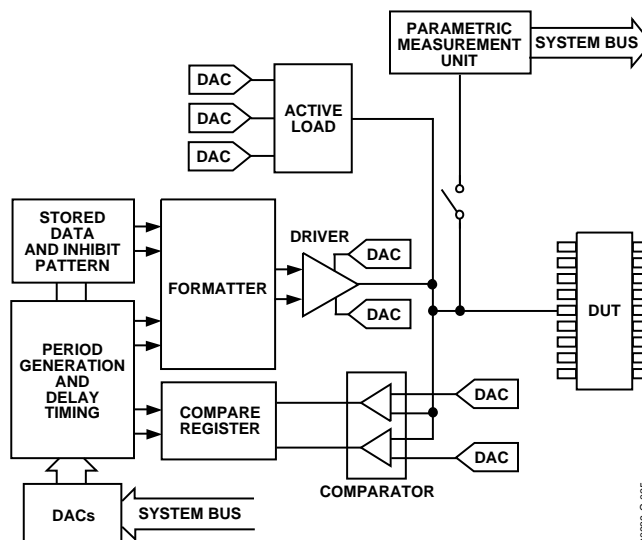 PARAMETRIC
MEASUREMENT
UNIT
SYSTEM BUS
DAC
DAC
DAC
ACTIVE
LOAD
STORED
DATA
AND INHIBIT
PATTERN
FORMATTER
DRIVER
DAC
DAC
DUT
PERIOD
GENERATION
AND
DELAY
TIMING
COMPARE
REGISTER
DAC
DAC
COMPARATOR
DACs
SYSTEM BUS